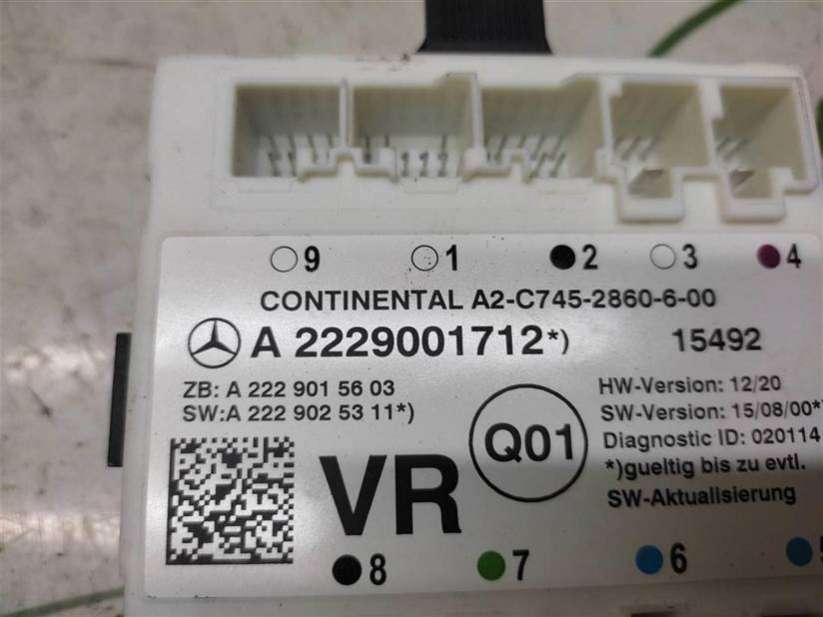 9 1 2 3 4
CONTINENTAL A2-C745-2860-6-00
A 2229001712*) 15492
ZB: A 222 901 56 03
SW:A 222 902 53 11*)
HW-Version: 12/20
SW-Version: 15/08/00*
Diagnostic ID: 020114
*)gueltig bis zu evtl.
SW-Aktualisierung
Q01
VR
8 7 6